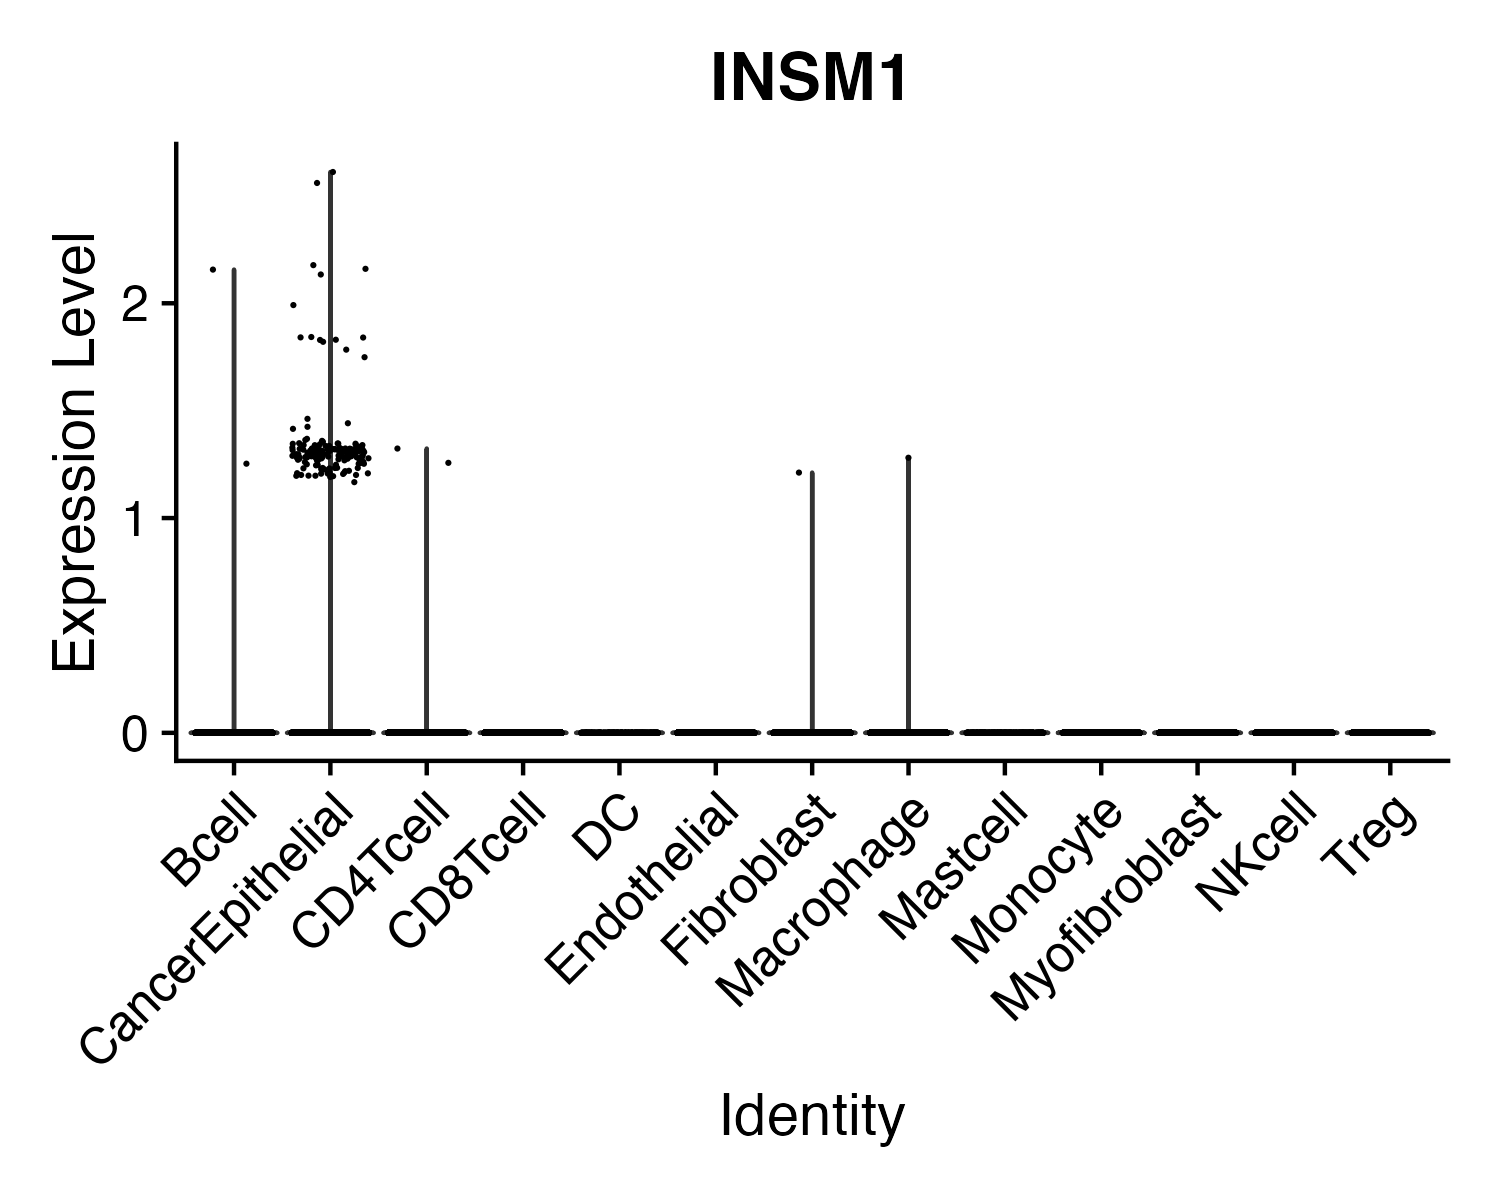 INSM1
Expression Level
2
1
0
Bcell
CancerEpithelial
CD4Tcell
CD8Tcell
DC
Endothelial
Fibroblast
Macrophage
Mastcell
Monocyte
Myofibroblast
NKcell
Treg
Identity